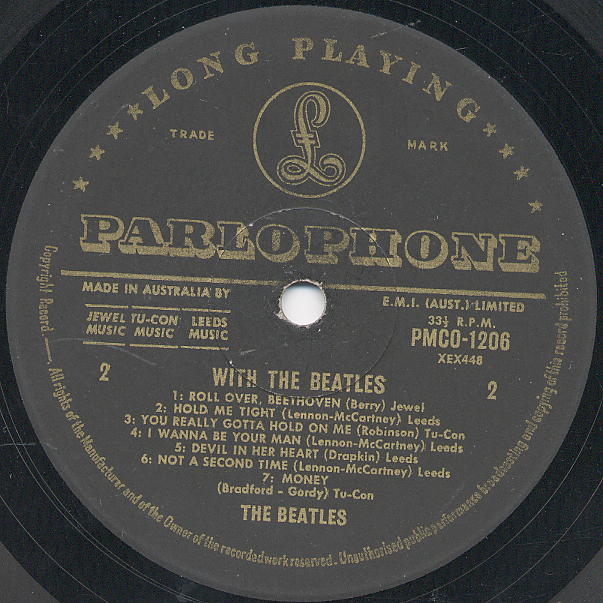 LONG PLAYING
TRADE MARK
PARLOPHONE
MADE IN AUSTRALIA BY
E.M.I. (AUST.) LIMITED
JEWEL TU-CON LEEDS
MUSIC MUSIC MUSIC
33⅓ R.P.M.
PMCO-1206
XEX448
2
2
WITH THE BEATLES
1: ROLL OVER, BEETHOVEN (Berry) Jewel
2: HOLD ME TIGHT (Lennon-McCartney) Leeds
3: YOU REALLY GOTTA HOLD ON ME (Robinson) Tu-Con
4: I WANNA BE YOUR MAN (Lennon-McCartney) Leeds
5: DEVIL IN HER HEART (Drapkin) Leeds
6: NOT A SECOND TIME (Lennon-McCartney) Leeds
7: MONEY
(Bradford - Gordy) Tu-Con
THE BEATLES
Copyright Record — All rights of the Manufacturer and of the Owner of the recorded work reserved. Unauthorised public performance broadcasting and copying of this record prohibited